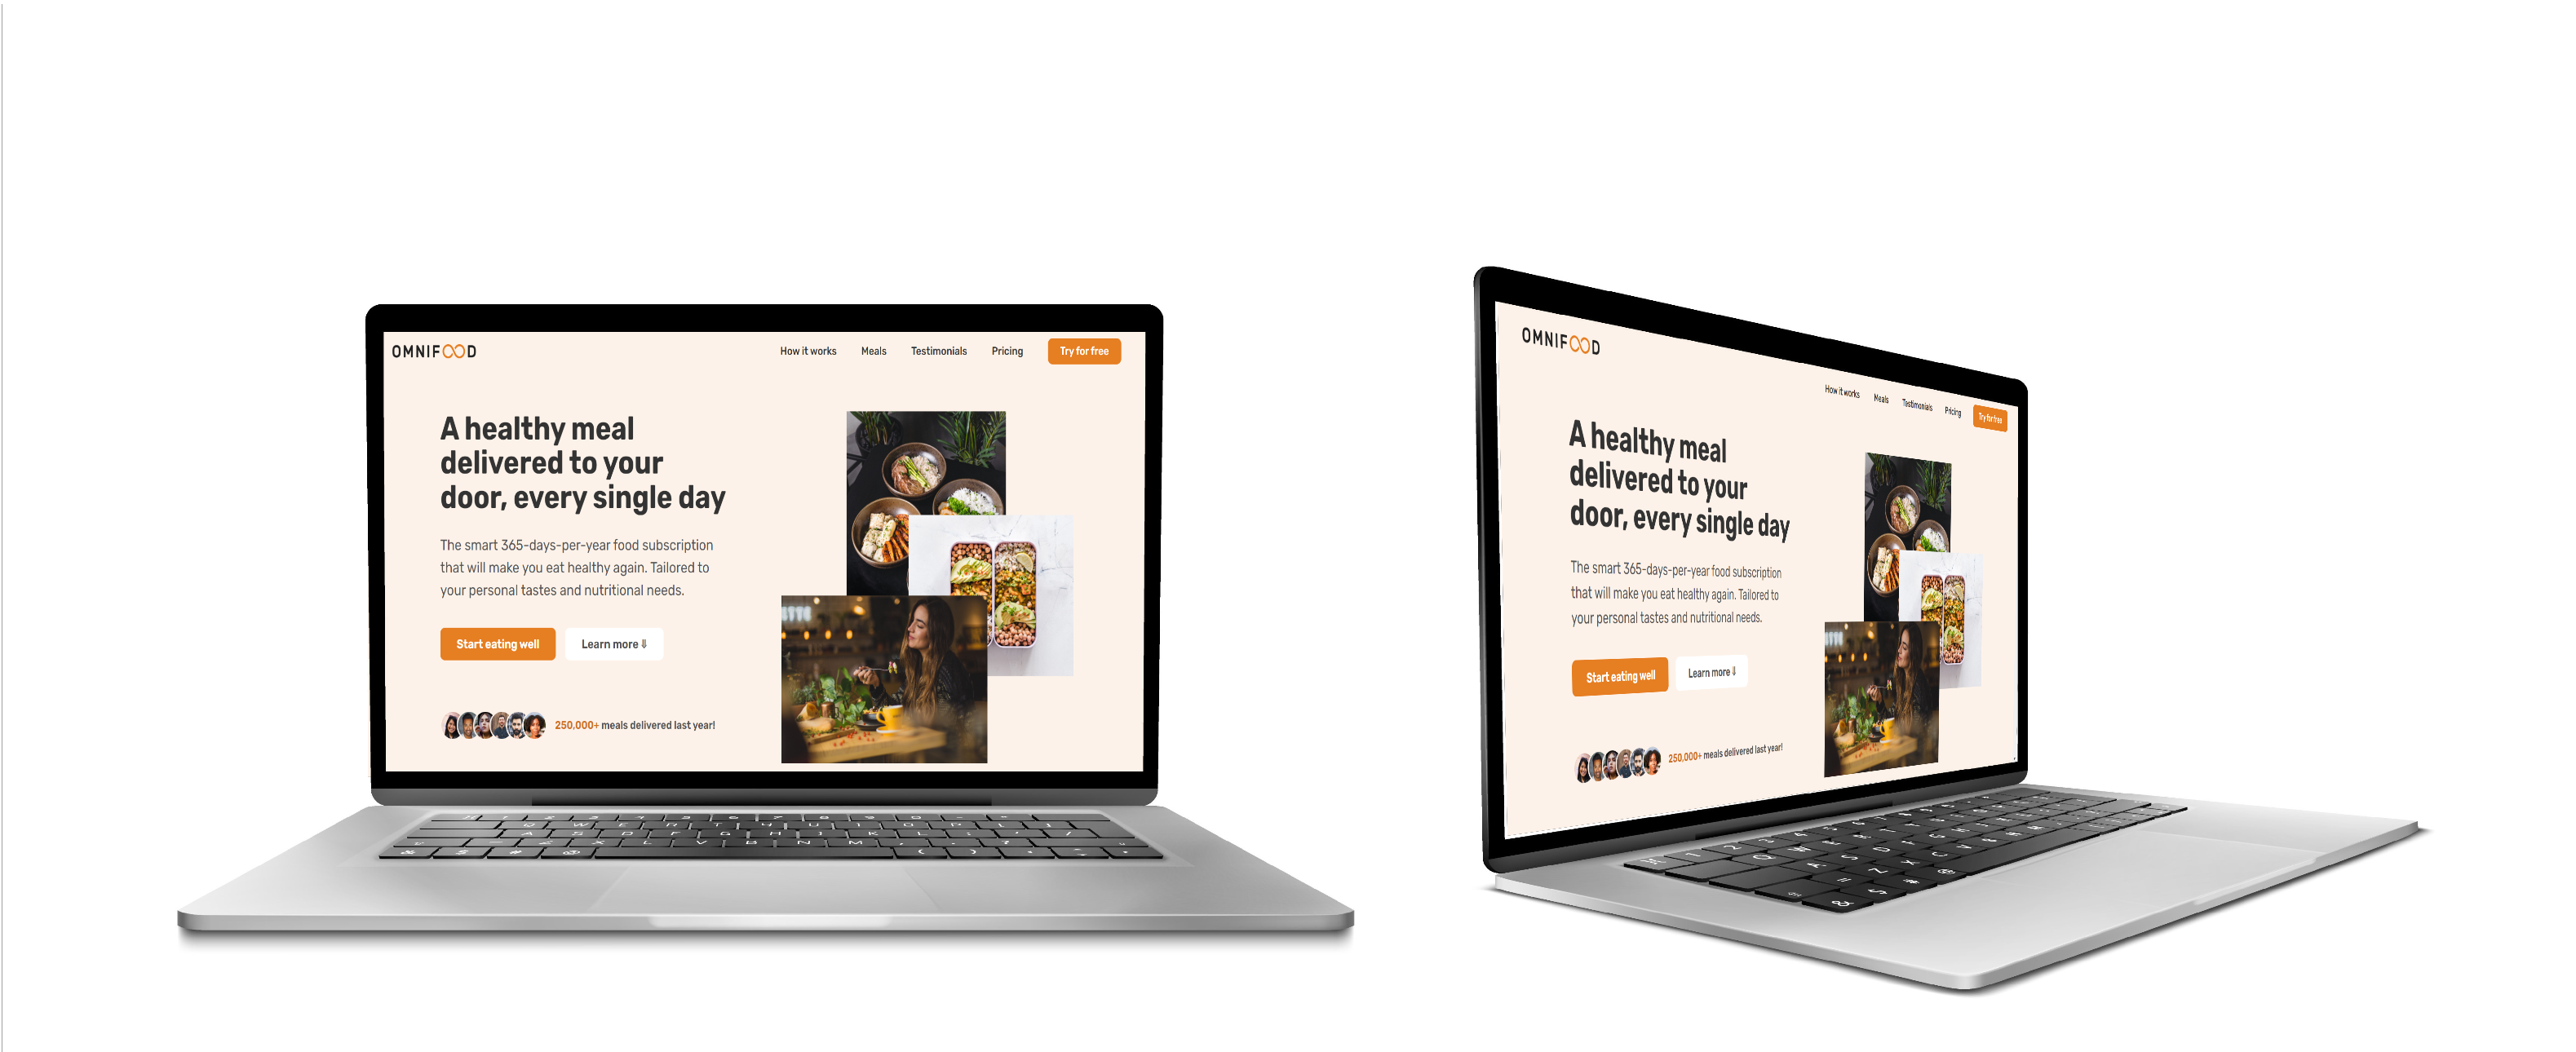 OMNIFOOD
How it works Meals Testimonials Pricing Try for free
A healthy meal
delivered to your
door, every single day
The smart 365-days-per-year food subscription
that will make you eat healthy again. Tailored to
your personal tastes and nutritional needs.
Start eating well Learn more ⇓
250,000+ meals delivered last year!
OMNIFOOD
How it works Meals Testimonials Pricing Try for free
A healthy meal
delivered to your
door, every single day
The smart 365-days-per-year food subscription
that will make you eat healthy again. Tailored to
your personal tastes and nutritional needs.
Start eating well Learn more ⇓
250,000+ meals delivered last year!